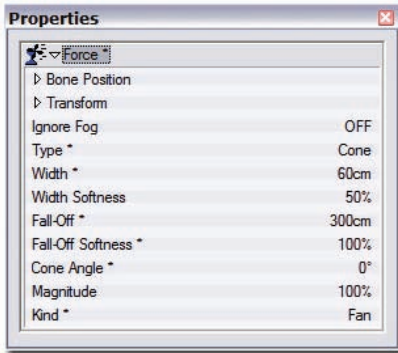 Properties
Force *
Bone Position
Transform
Ignore Fog OFF
Type * Cone
Width * 60cm
Width Softness 50%
Fall-Off * 300cm
Fall-Off Softness * 100%
Cone Angle * 0°
Magnitude 100%
Kind * Fan